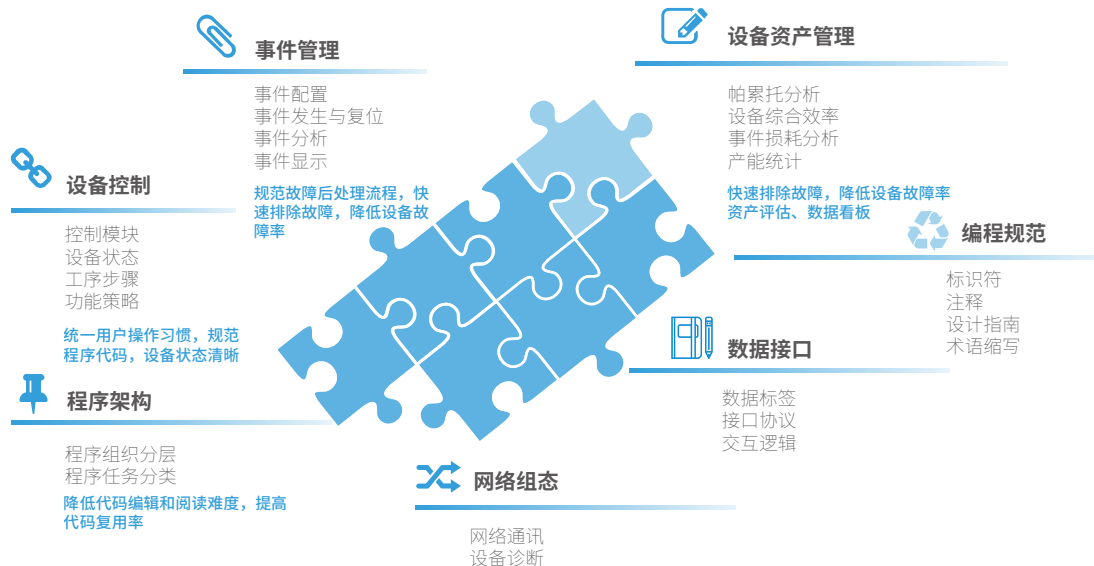 事件管理
事件配置
事件发生与复位
事件分析
事件显示
规范故障后处理流程，快
速排除故障，降低设备故
障率
设备资产管理
帕累托分析
设备综合效率
事件损耗分析
产能统计
快速排除故障，降低设备故障率
资产评估、数据看板
设备控制
控制模块
设备状态
工序步骤
功能策略
统一用户操作习惯，规范
程序代码，设备状态清晰
编程规范
标识符
注释
设计指南
术语缩写
数据接口
数据标签
接口协议
交互逻辑
程序架构
程序组织分层
程序任务分类
降低代码编辑和阅读难度，提高
代码复用率
网络组态
网络通讯
设备诊断